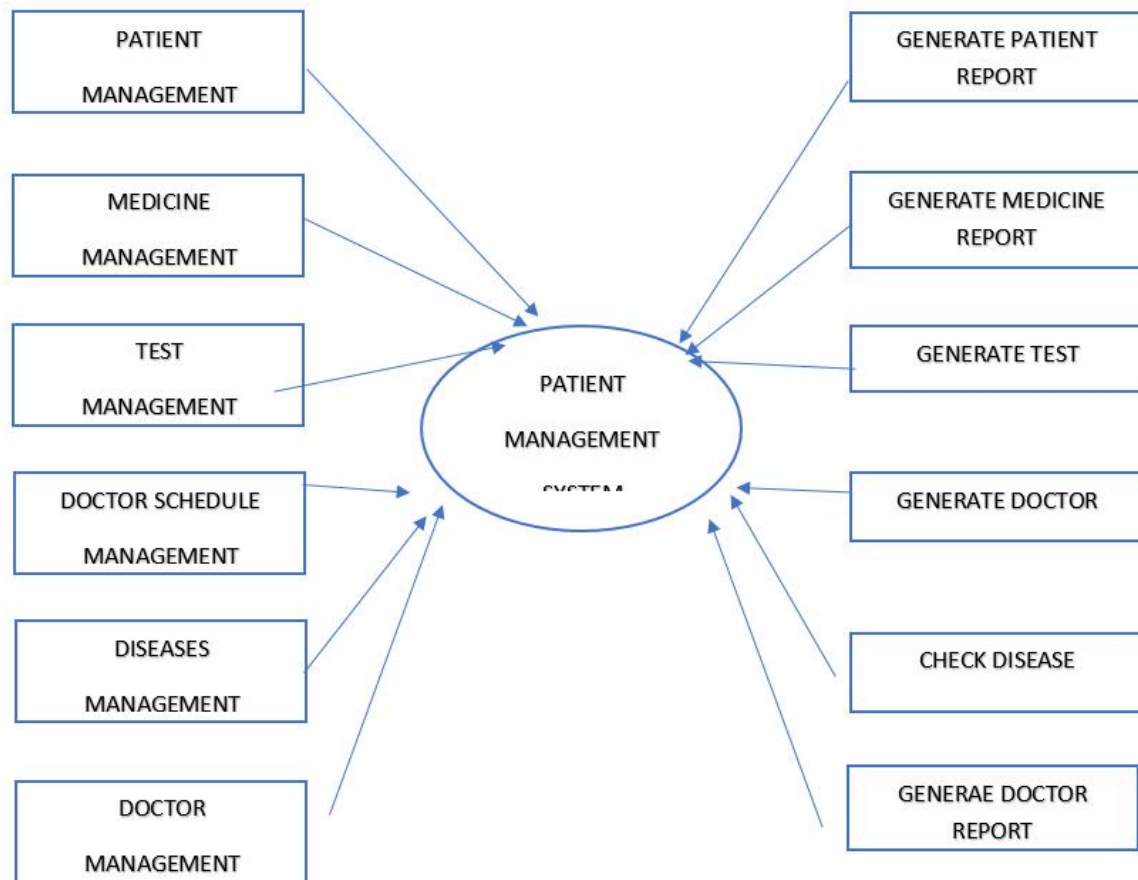 PATIENT
MANAGEMENT
MEDICINE
MANAGEMENT
TEST
MANAGEMENT
DOCTOR SCHEDULE
MANAGEMENT
DISEASES
MANAGEMENT
DOCTOR
MANAGEMENT
PATIENT
MANAGEMENT
SYSTEM
GENERATE PATIENT
REPORT
GENERATE MEDICINE
REPORT
GENERATE TEST
GENERATE DOCTOR
CHECK DISEASE
GENERAE DOCTOR
REPORT